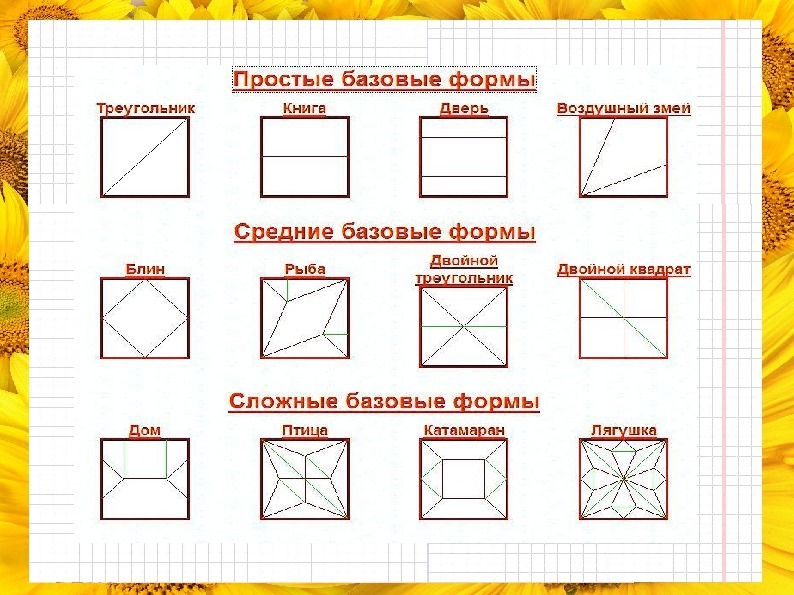 Простые базовые формы
Треугольник Книга Дверь Воздушный змей
Средние базовые формы
Блин Рыба Двойной треугольник Двойной квадрат
Сложные базовые формы
Дом Птица Катамаран Лягушка